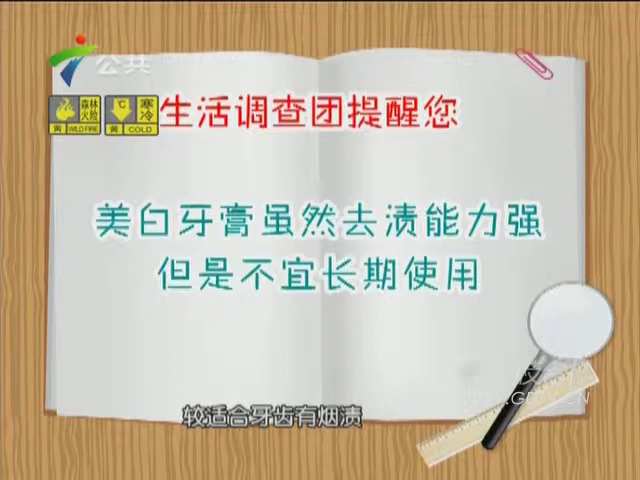 公共
森林
火险
黄 WILD FIRE
℃ 寒冷
黄 COLD
生活调查团提醒您
美白牙膏虽然去渍能力强
但是不宜长期使用
较适合牙齿有烟渍